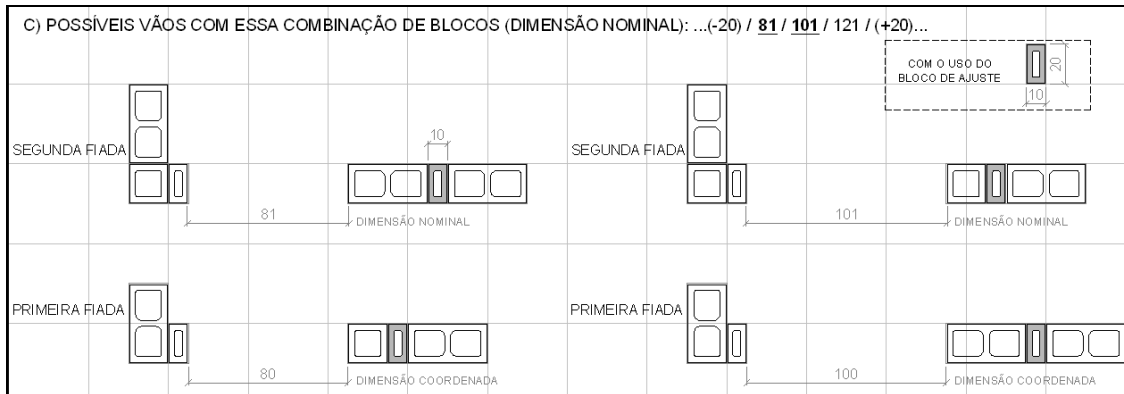 C) POSSÍVEIS VÃOS COM ESSA COMBINAÇÃO DE BLOCOS (DIMENSÃO NOMINAL): ...(-20) / 81 / 101 / 121 / (+20)...
COM O USO DO
BLOCO DE AJUSTE
20
10
SEGUNDA FIADA
10
81
DIMENSÃO NOMINAL
SEGUNDA FIADA
101
DIMENSÃO NOMINAL
PRIMEIRA FIADA
80
DIMENSÃO COORDENADA
PRIMEIRA FIADA
100
DIMENSÃO COORDENADA